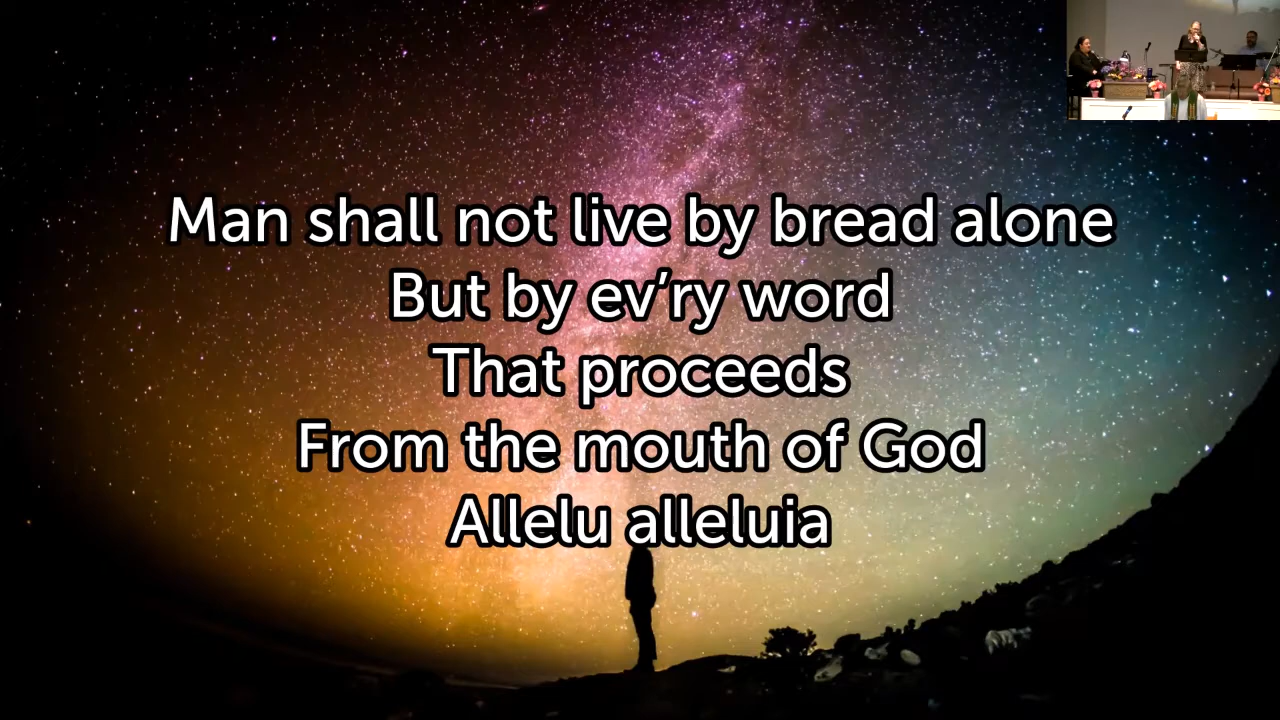 Man shall not live by bread alone
But by ev’ry word
That proceeds
From the mouth of God
Allelu alleluia